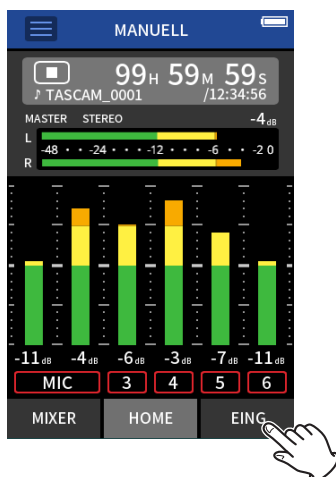 MANUELL
99H 59M 59S
♪ TASCAM_0001 /12:34:56
MASTER STEREO -4dB
L
-48 · · -24 · · · -12 · · · -6 · · -2 0
R
-11dB -4dB -6dB -3dB -7dB -11dB
MIC 3 4 5 6
MIXER HOME EING